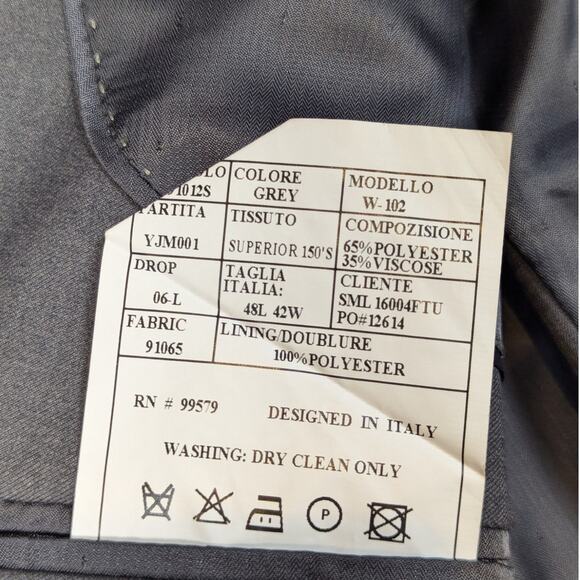 COLORE
GREY
MODELLO
W-102
TISSUTO
SUPERIOR 150'S
COMPOZISIONE
65%POLYESTER
35%VISCOSE
YJM001
DROP
06-L
TAGLIA
ITALIA:
48L 42W
CLIENTE
SML 16004FTU
PO#12614
FABRIC
91065
LINING/DOUBLURE
100%POLYESTER
RN # 99579
DESIGNED IN ITALY
WASHING: DRY CLEAN ONLY
P